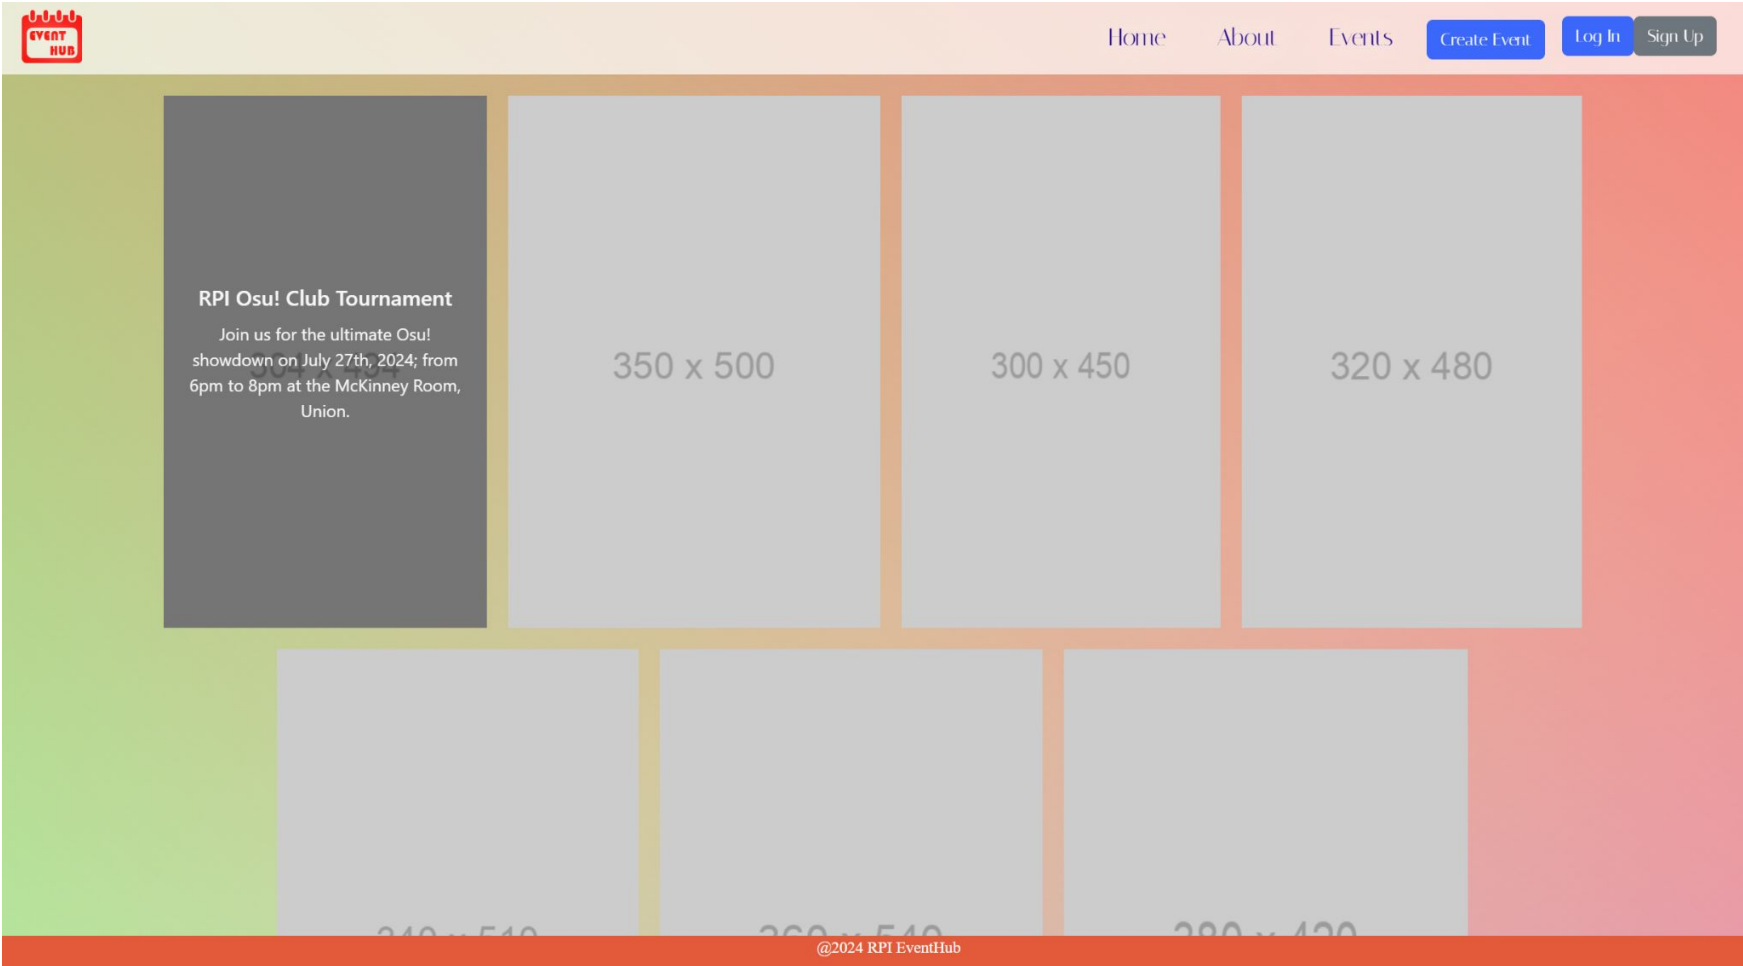 EVENT
HUB
Home
About
Events
Create Event
Log In
Sign Up
RPI Osu! Club Tournament
Join us for the ultimate Osu!
showdown on July 27th, 2024; from
6pm to 8pm at the McKinney Room,
Union.
350 x 500
300 x 450
320 x 480
@2024 RPI EventHub